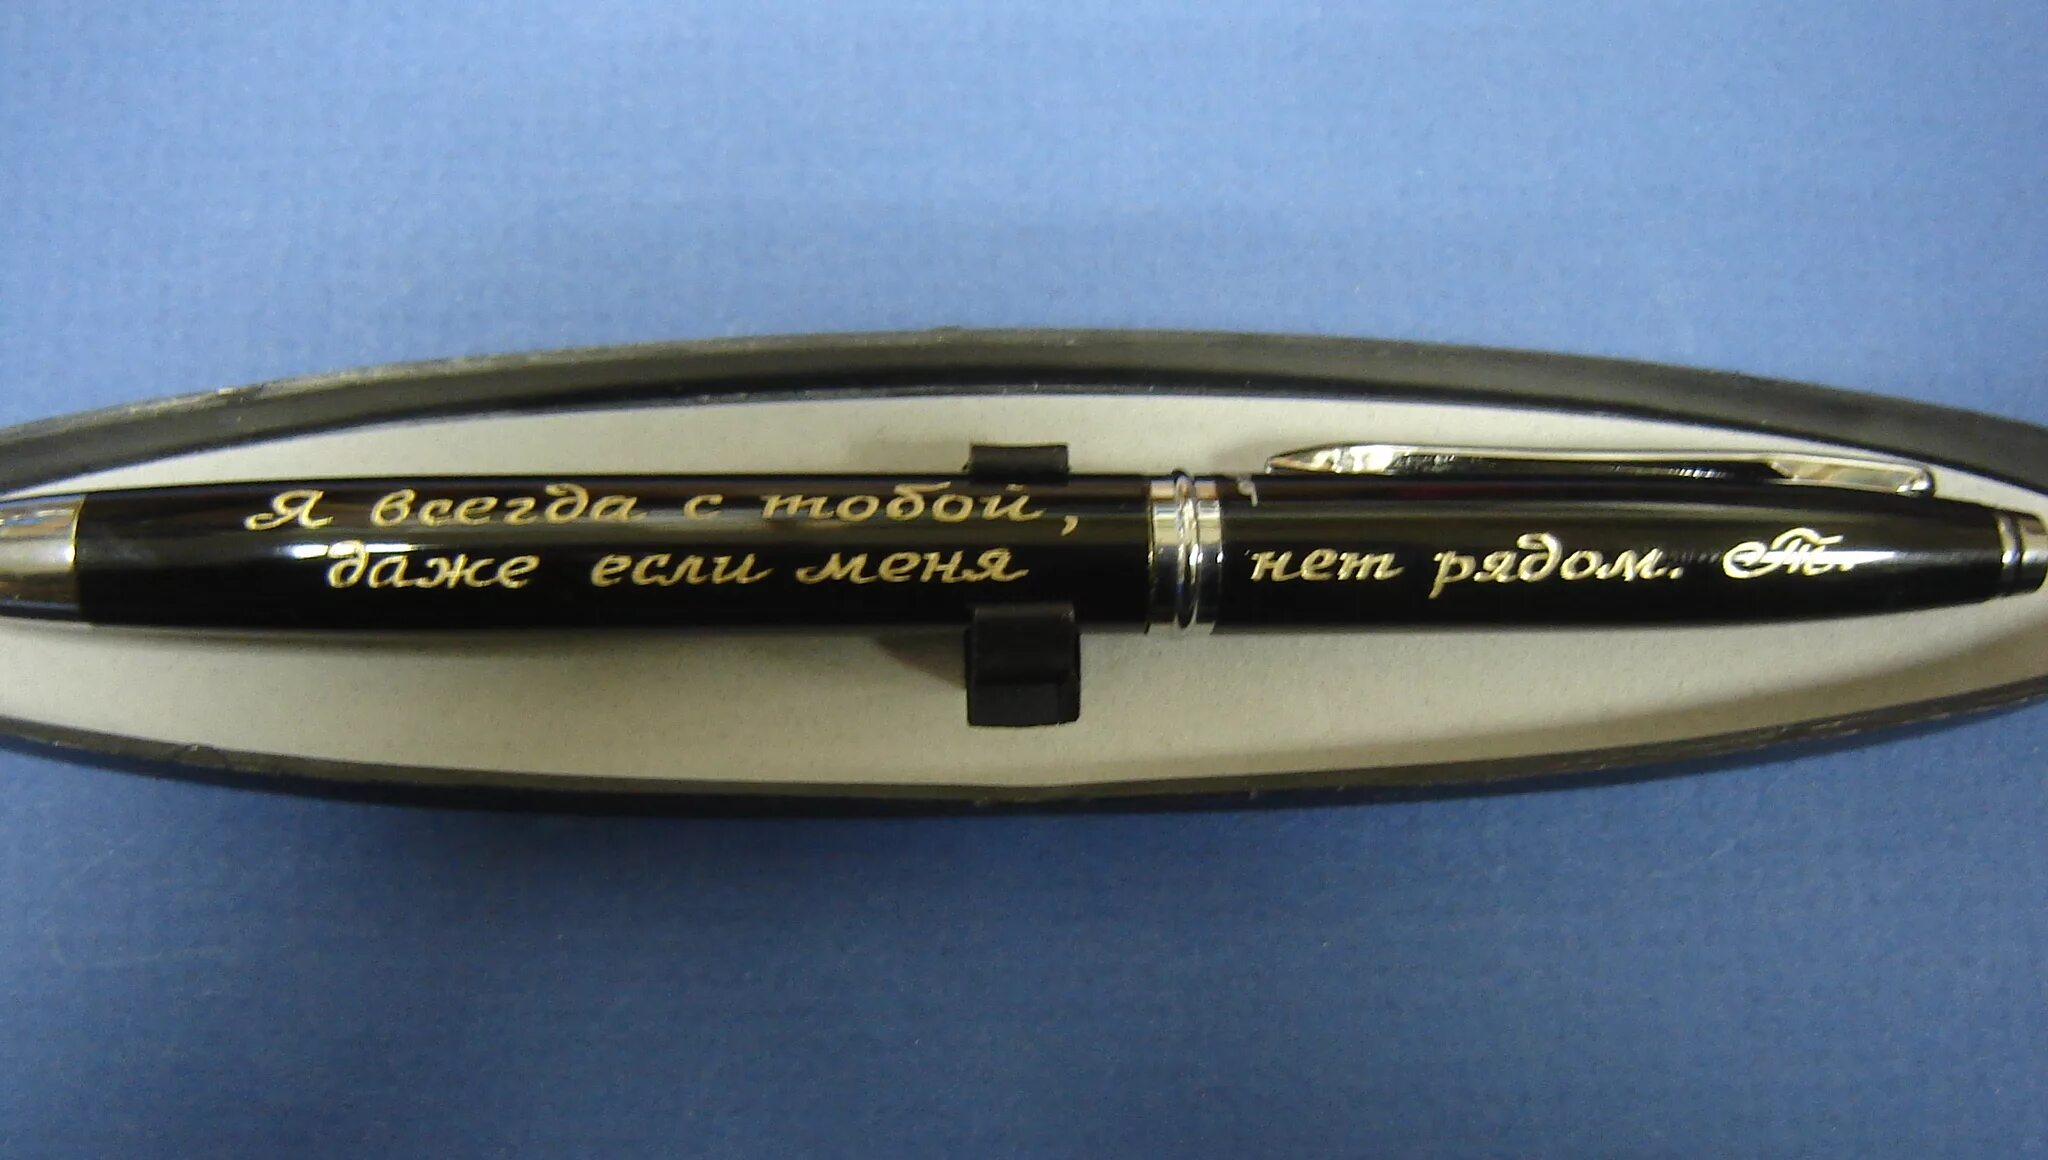 Я всегда с тобой,
даже если меня нет рядом. Т.